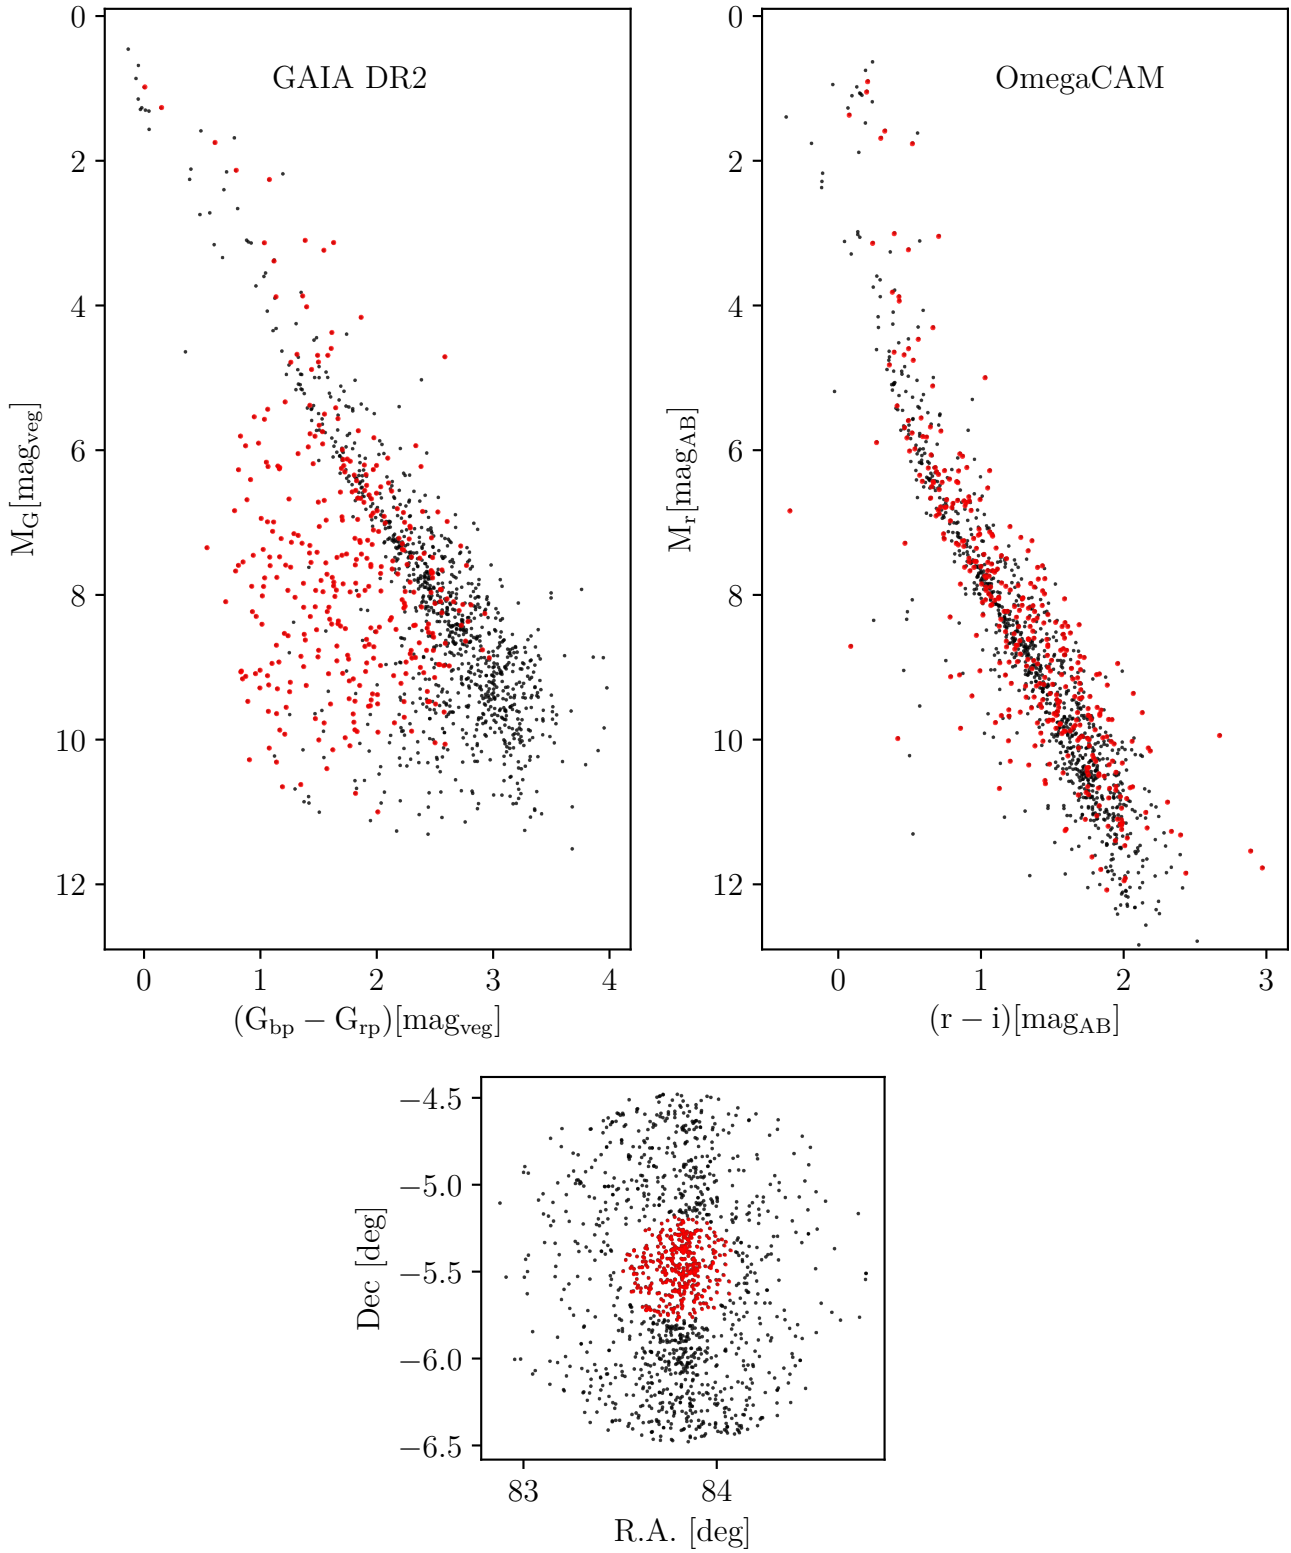 GAIA DR2
0
2
4
6
8
10
12
M_G[mag_veg]
0 1 2 3 4
(G_bp − G_rp)[mag_veg]
OmegaCAM
0
2
4
6
8
10
12
M_r[mag_AB]
0 1 2 3
(r − i)[mag_AB]
−4.5
−5.0
−5.5
−6.0
−6.5
Dec [deg]
83 84
R.A. [deg]